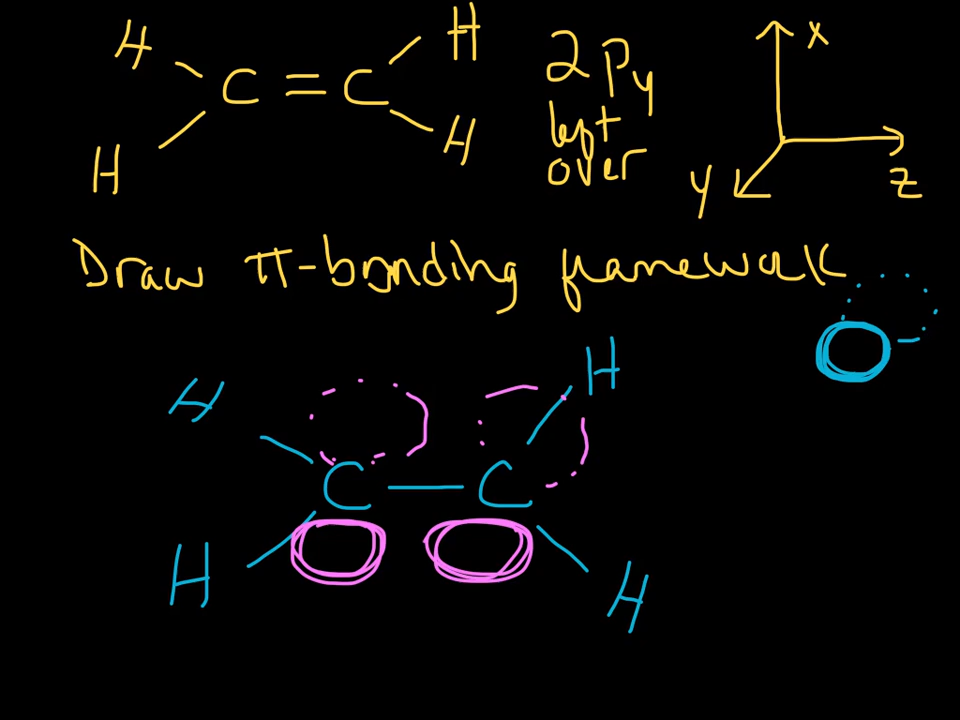 H H
C = C
H H
2Py
left
over
x
y z
Draw π-bonding framework
H H
C — C
H H